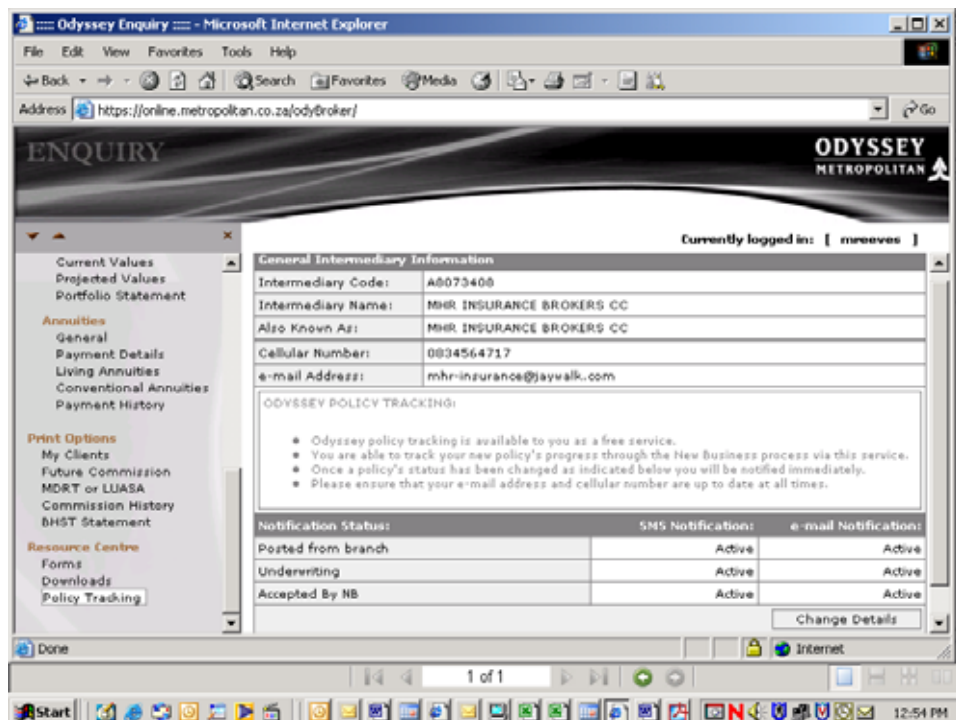 ::::: Odyssey Enquiry ::::: - Microsoft Internet Explorer
File Edit View Favorites Tools Help
Back Search Favorites Media
Address https://online.metropolitan.co.za/odyBroker/ Go
ENQUIRY
ODYSSEY
METROPOLITAN
Currently logged in: [ mreeves ]
Current Values
Projected Values
Portfolio Statement
Annuities
General
Payment Details
Living Annuities
Conventional Annuities
Payment History
Print Options
My Clients
Future Commission
MDRT or LUASA
Commission History
BHST Statement
Resource Centre
Forms
Downloads
Policy Tracking
General Intermediary Information
Intermediary Code: A8073408
Intermediary Name: MHR INSURANCE BROKERS CC
Also Known As: MHR INSURANCE BROKERS CC
Cellular Number: 0834564717
e-mail Address: mhr-insurance@jaywalk.com
ODYSSEY POLICY TRACKING:
• Odyssey policy tracking is available to you as a free service.
• You are able to track your new policy's progress through the New Business process via this service.
• Once a policy's status has been changed as indicated below you will be notified immediately.
• Please ensure that your e-mail address and cellular number are up to date at all times.
Notification Status: SMS Notification: e-mail Notification:
Posted from branch Active Active
Underwriting Active Active
Accepted By NB Active Active
Change Details
Done Internet
1 of 1
Start 12:54 PM